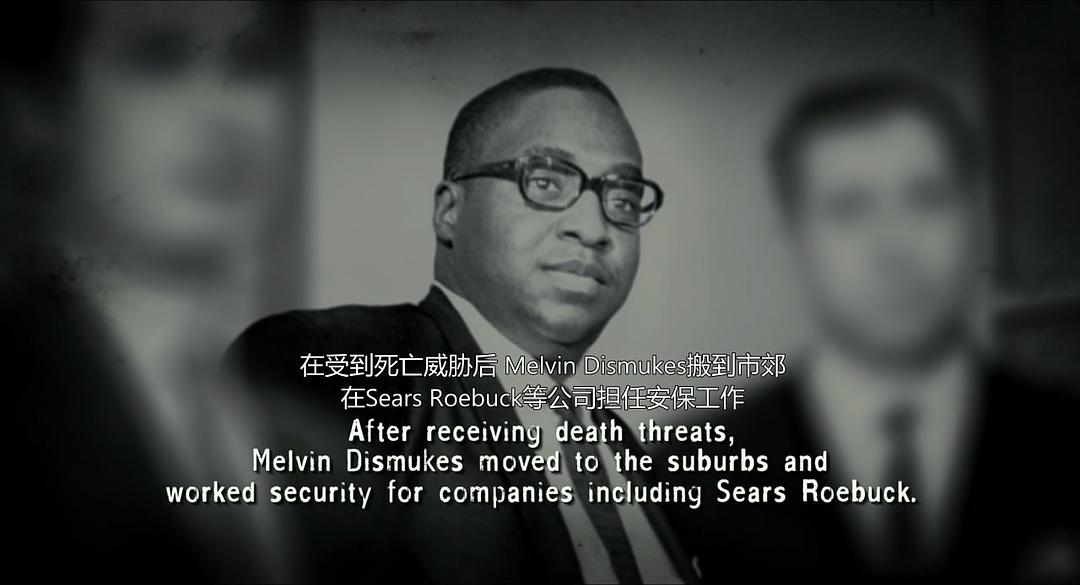 在受到死亡威胁后 Melvin Dismukes搬到市郊
在Sears Roebuck等公司担任安保工作
After receiving death threats,
Melvin Dismukes moved to the suburbs and
worked security for companies including Sears Roebuck.